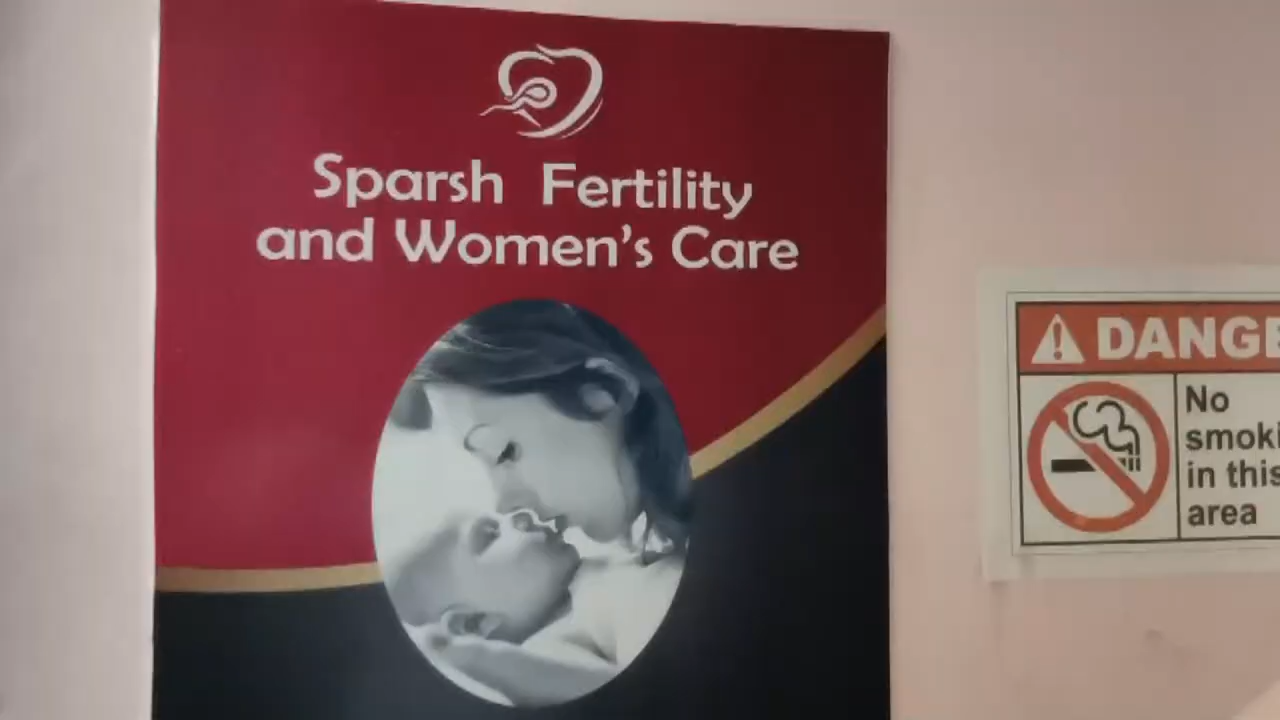 Sparsh Fertility
and Women's Care
DANGE
No
smoki
in this
area